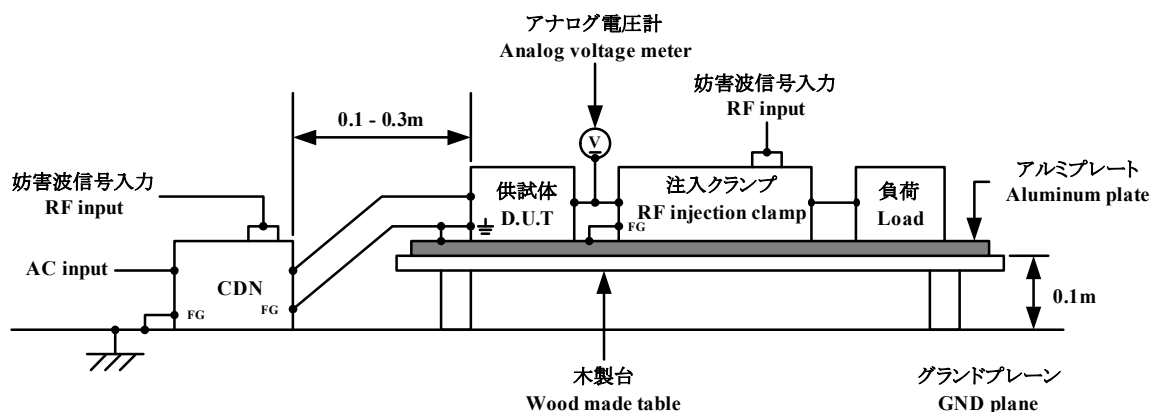 アナログ電圧計
Analog voltage meter
妨害波信号入力
RF input
0.1 - 0.3m
V
妨害波信号入力
RF input
供試体
D.U.T
注入クランプ
RF injection clamp
FG
負荷
Load
アルミプレート
Aluminum plate
AC input
CDN
FG
FG
0.1m
木製台
Wood made table
グランドプレーン
GND plane